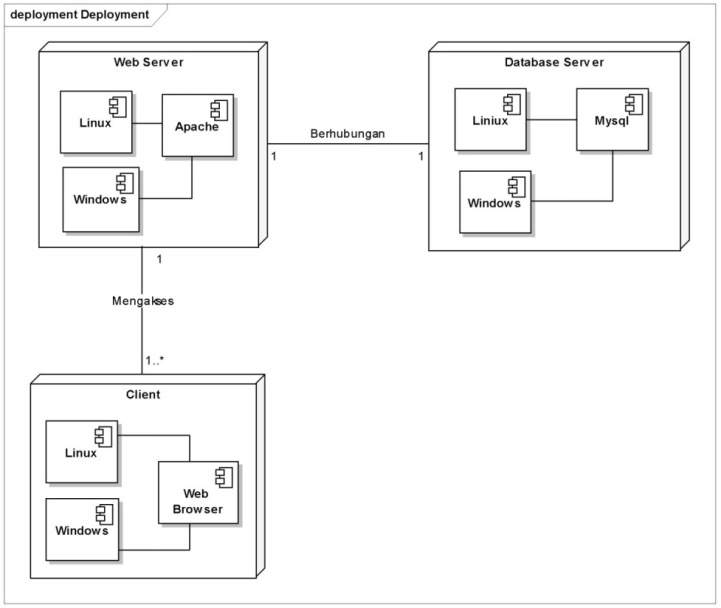 deployment Deployment
Web Server
Linux
Apache
Windows
Database Server
Liniux
Mysql
Windows
Berhubungan
1
1
1
Mengakses
1..*
Client
Linux
Web
Browser
Windows